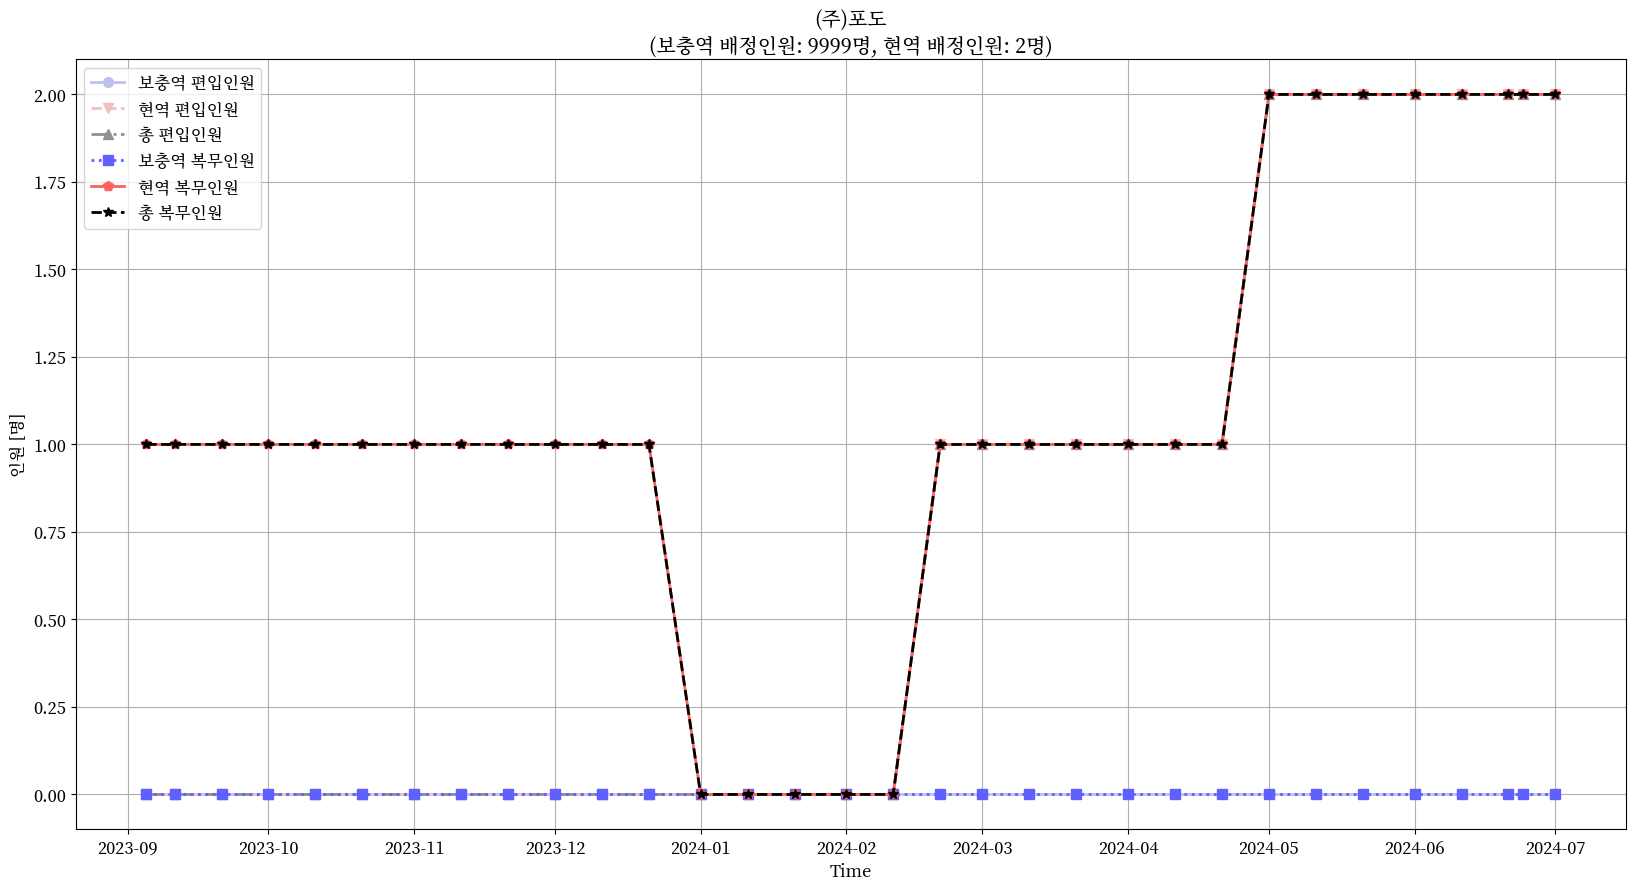 (주)포도
(보충역 배정인원: 9999명, 현역 배정인원: 2명)
보충역 편입인원
현역 편입인원
총 편입인원
보충역 복무인원
현역 복무인원
총 복무인원
인원 [명]
2.00
1.75
1.50
1.25
1.00
0.75
0.50
0.25
0.00
2023-09 2023-10 2023-11 2023-12 2024-01 2024-02 2024-03 2024-04 2024-05 2024-06 2024-07
Time